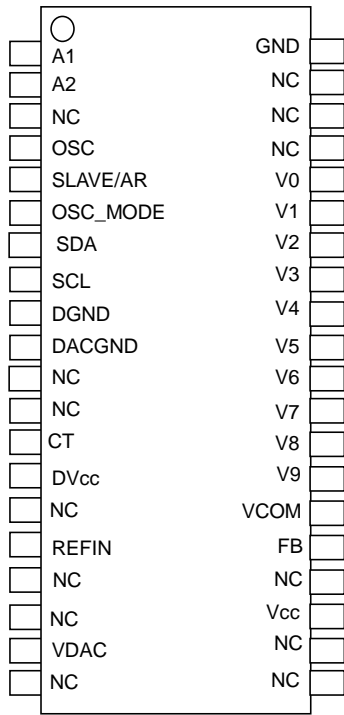 A1 GND
A2 NC
NC NC
OSC NC
SLAVE/AR V0
OSC_MODE V1
SDA V2
SCL V3
DGND V4
DACGND V5
NC V6
NC V7
CT V8
DVcc V9
NC VCOM
REFIN FB
NC NC
NC Vcc
VDAC NC
NC NC